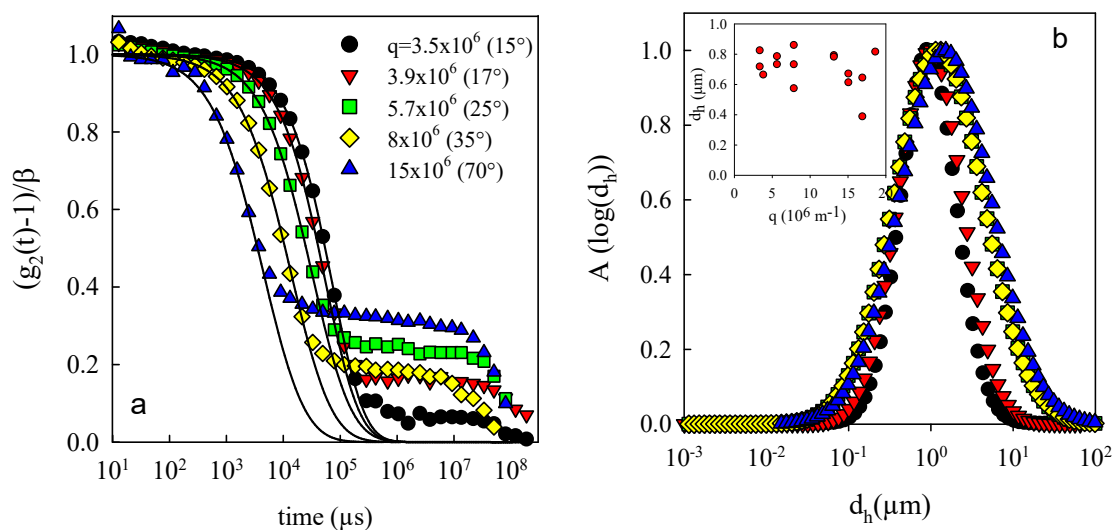 (g₂(t)-1)/β
1.0
0.8
0.6
0.4
0.2
0.0
q=3.5x10⁶ (15°)
3.9x10⁶ (17°)
5.7x10⁶ (25°)
8x10⁶ (35°)
15x10⁶ (70°)
a
10¹ 10² 10³ 10⁴ 10⁵ 10⁶ 10⁷ 10⁸
time (µs)
A (log(dₕ))
1.0
0.8
0.6
0.4
0.2
0.0
b
dₕ (µm)
1.0
0.8
0.6
0.4
0.2
0.0
0 5 10 15 20
q (10⁶ m⁻¹)
10⁻³ 10⁻² 10⁻¹ 10⁰ 10¹ 10²
dₕ(µm)